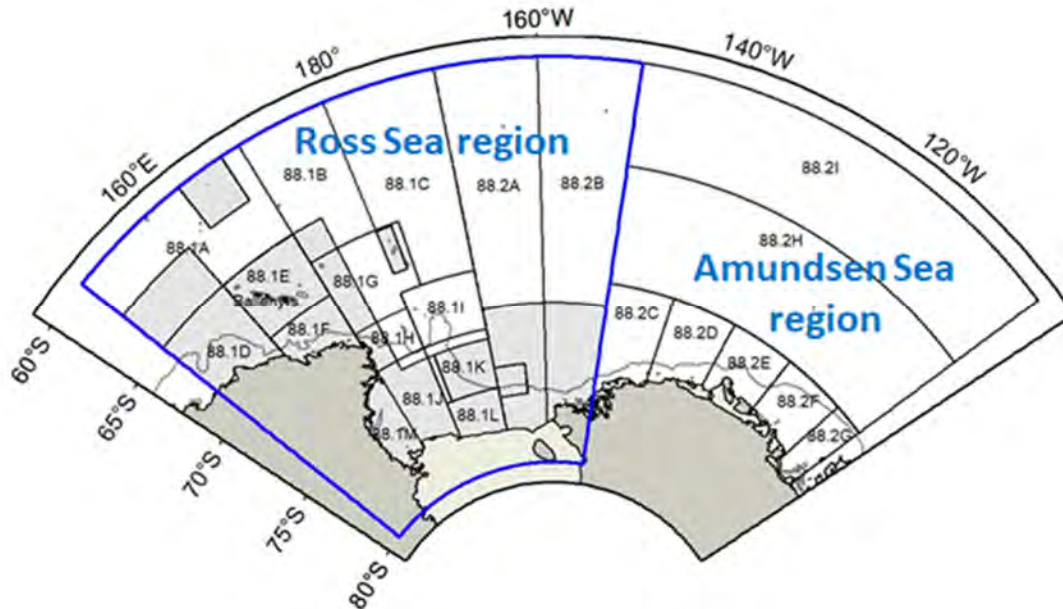 160°W
180°
140°W
160°E
120°W
Ross Sea region
88.1B
88.1C
88.2A
88.2B
88.2I
88.1A
88.2H
88.1E
88.1G
Amundsen Sea
region
Ballenys
88.1I
88.2C
88.1F
88.1H
88.2D
88.1D
88.1K
88.2E
88.1J
88.2F
88.1L
88.1M
88.2G
60°S
65°S
70°S
75°S
80°S